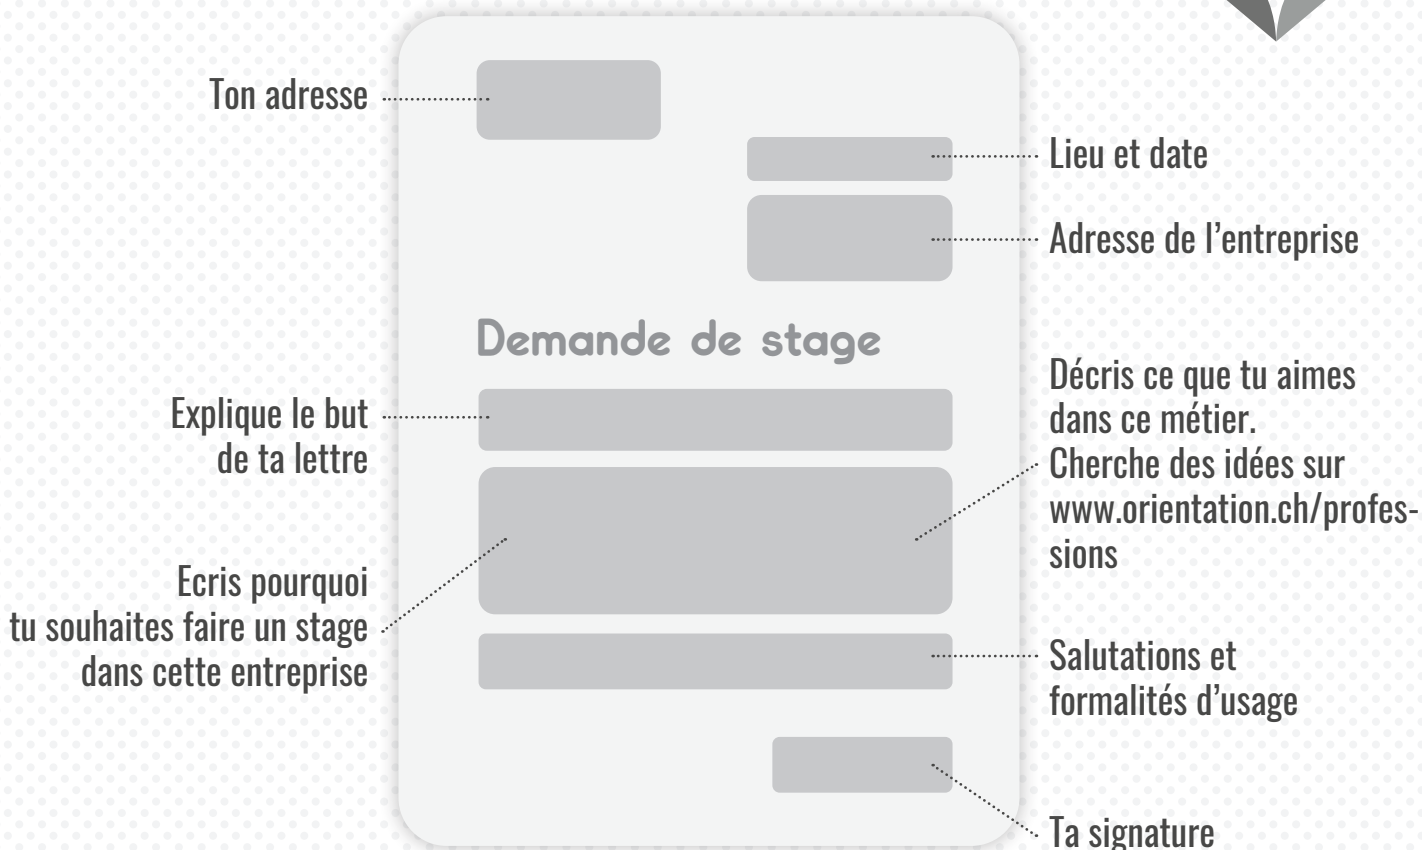 Ton adresse
Lieu et date
Adresse de l'entreprise
Demande de stage
Explique le but
de ta lettre
Décris ce que tu aimes
dans ce métier.
Cherche des idées sur
www.orientation.ch/profes-
sions
Ecris pourquoi
tu souhaites faire un stage
dans cette entreprise
Salutations et
formalités d'usage
Ta signature